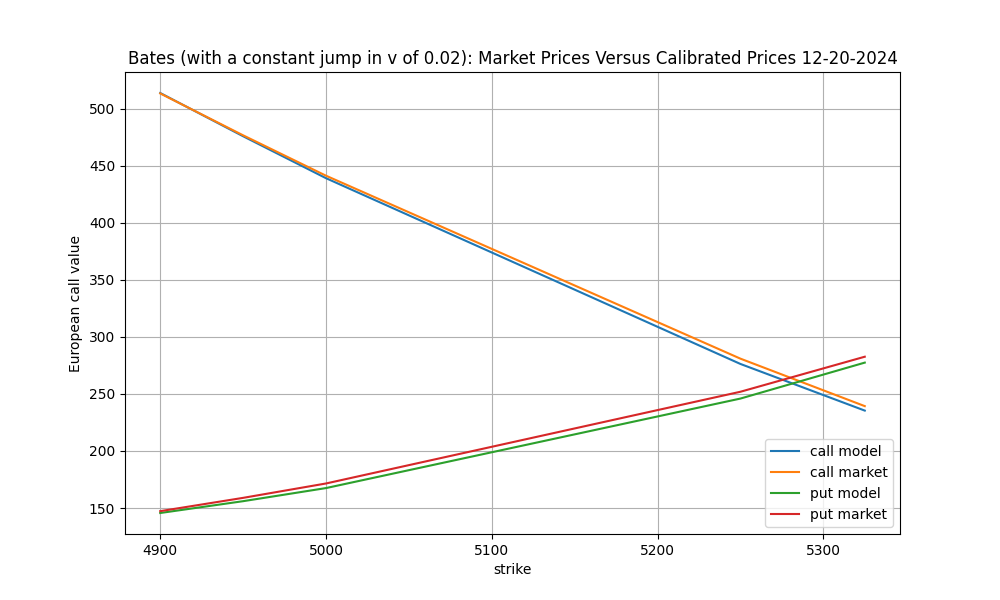 Bates (with a constant jump in v of 0.02): Market Prices Versus Calibrated Prices 12-20-2024
European call value
500
450
400
350
300
250
200
150
call model
call market
put model
put market
4900 5000 5100 5200 5300
strike